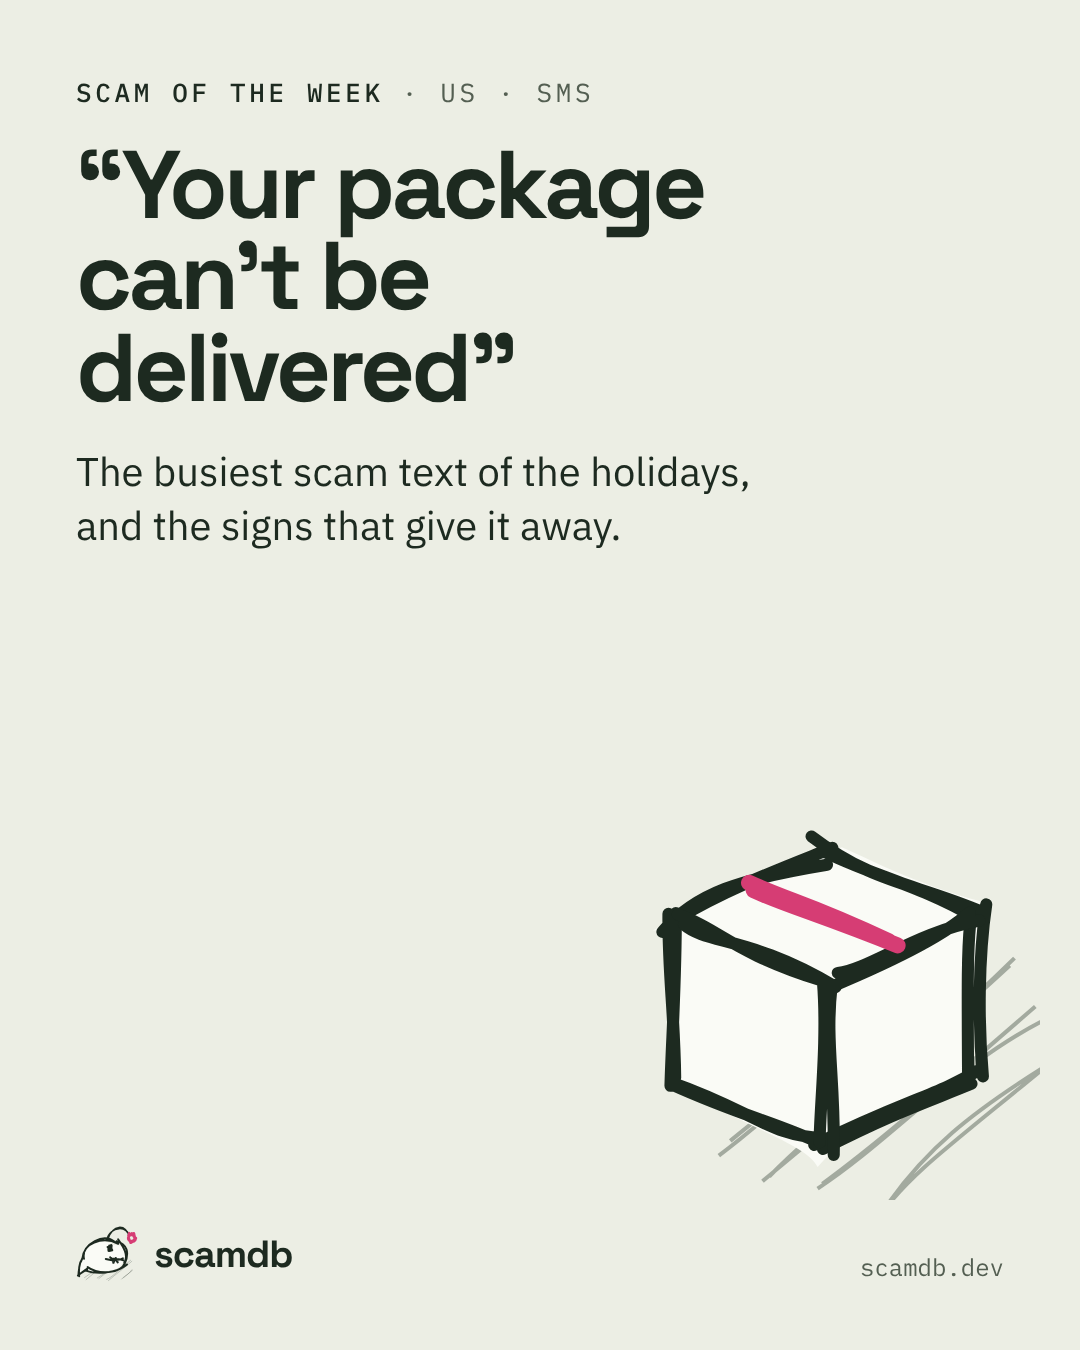 SCAM OF THE WEEK · US · SMS
“Your package
can’t be
delivered”
The busiest scam text of the holidays,
and the signs that give it away.
scamdb
scamdb.dev